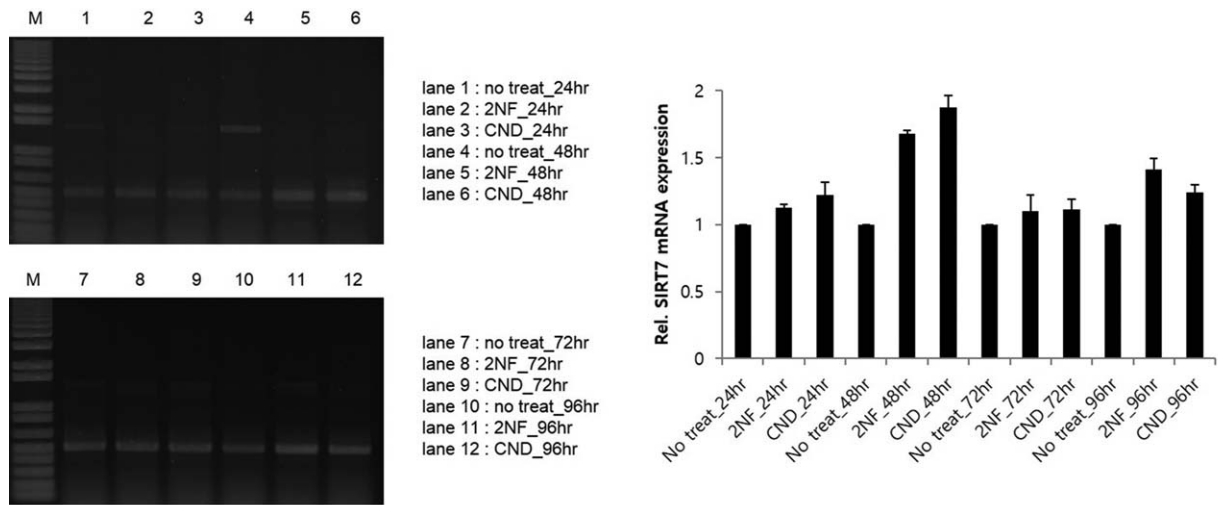 M 1 2 3 4 5 6
lane 1 : no treat_24hr
lane 2 : 2NF_24hr
lane 3 : CND_24hr
lane 4 : no treat_48hr
lane 5 : 2NF_48hr
lane 6 : CND_48hr
M 7 8 9 10 11 12
lane 7 : no treat_72hr
lane 8 : 2NF_72hr
lane 9 : CND_72hr
lane 10 : no treat_96hr
lane 11 : 2NF_96hr
lane 12 : CND_96hr
Rel. SIRT7 mRNA expression
2
1.5
1
0.5
0
No treat_24hr
2NF_24hr
CND_24hr
No treat_48hr
2NF_48hr
CND_48hr
No treat_72hr
2NF_72hr
CND_72hr
No treat_96hr
2NF_96hr
CND_96hr